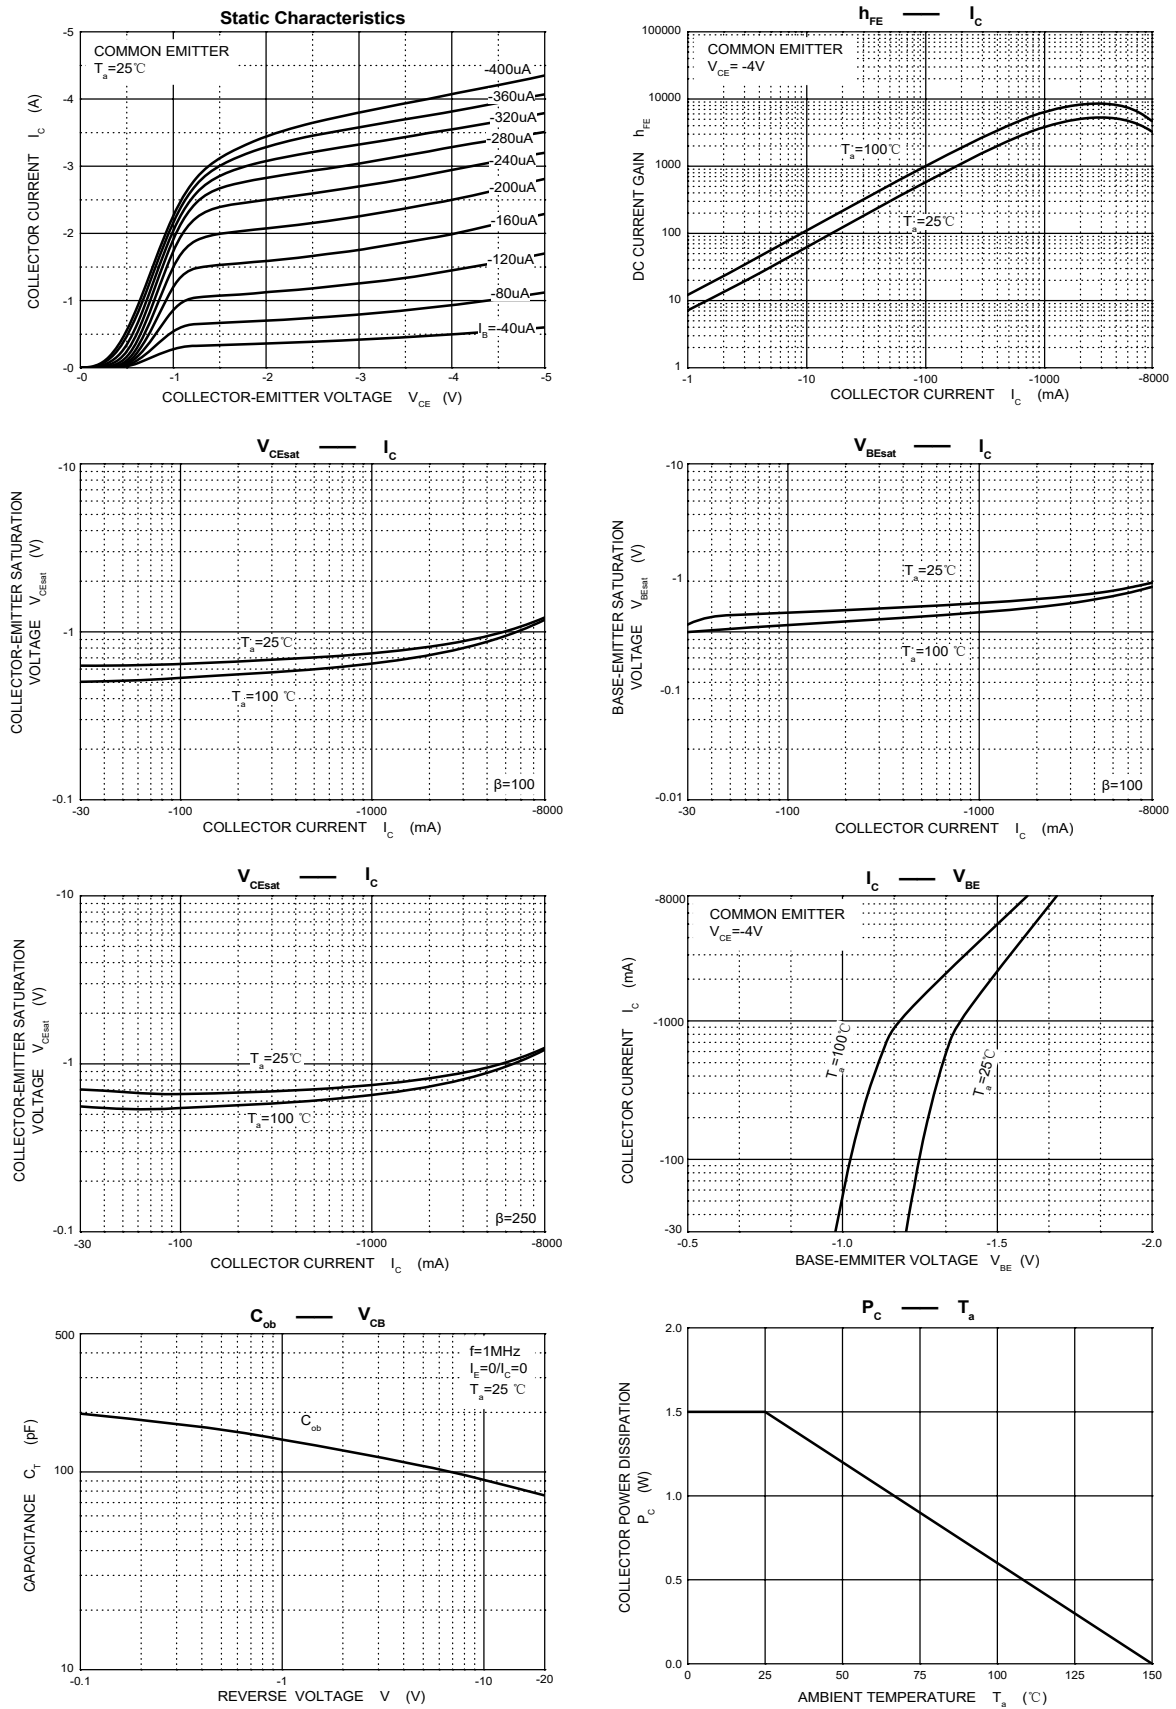 Static Characteristics
-5
-4
-3
-2
-1
-0
COMMON EMITTER
Ta=25℃
-400uA
-360uA
-320uA
-280uA
-240uA
-200uA
-160uA
-120uA
-80uA
IB=-40uA
COLLECTOR CURRENT IC (A)
-0 -1 -2 -3 -4 -5
COLLECTOR-EMITTER VOLTAGE VCE (V)
hFE — IC
100000
10000
1000
100
10
1
COMMON EMITTER
VCE= -4V
Ta=100℃
Ta=25℃
DC CURRENT GAIN hFE
-1 -10 -100 -1000 -8000
COLLECTOR CURRENT IC (mA)
VCEsat — IC
-10
-1
-0.1
Ta=25℃
Ta=100 ℃
β=100
COLLECTOR-EMITTER SATURATION
VOLTAGE VCEsat (V)
-30 -100 -1000 -8000
COLLECTOR CURRENT IC (mA)
VBEsat — IC
-10
-1
-0.1
-0.01
Ta=25℃
Ta=100 ℃
β=100
BASE-EMITTER SATURATION
VOLTAGE VBEsat (V)
-30 -100 -1000 -8000
COLLECTOR CURRENT IC (mA)
VCEsat — IC
-10
-1
-0.1
Ta=25℃
Ta=100 ℃
β=250
COLLECTOR-EMITTER SATURATION
VOLTAGE VCEsat (V)
-30 -100 -1000 -8000
COLLECTOR CURRENT IC (mA)
IC — VBE
-8000
-1000
-100
-30
COMMON EMITTER
VCE=-4V
Ta=100℃
Ta=25℃
COLLECTOR CURRENT IC (mA)
-0.5 -1.0 -1.5 -2.0
BASE-EMMITER VOLTAGE VBE (V)
Cob — VCB
500
100
10
f=1MHz
IE=0/IC=0
Ta=25 ℃
Cob
CAPACITANCE CT (pF)
-0.1 -1 -10 -20
REVERSE VOLTAGE V (V)
PC — Ta
2.0
1.5
1.0
0.5
0.0
COLLECTOR POWER DISSIPATION
PC (W)
0 25 50 75 100 125 150
AMBIENT TEMPERATURE Ta (℃)